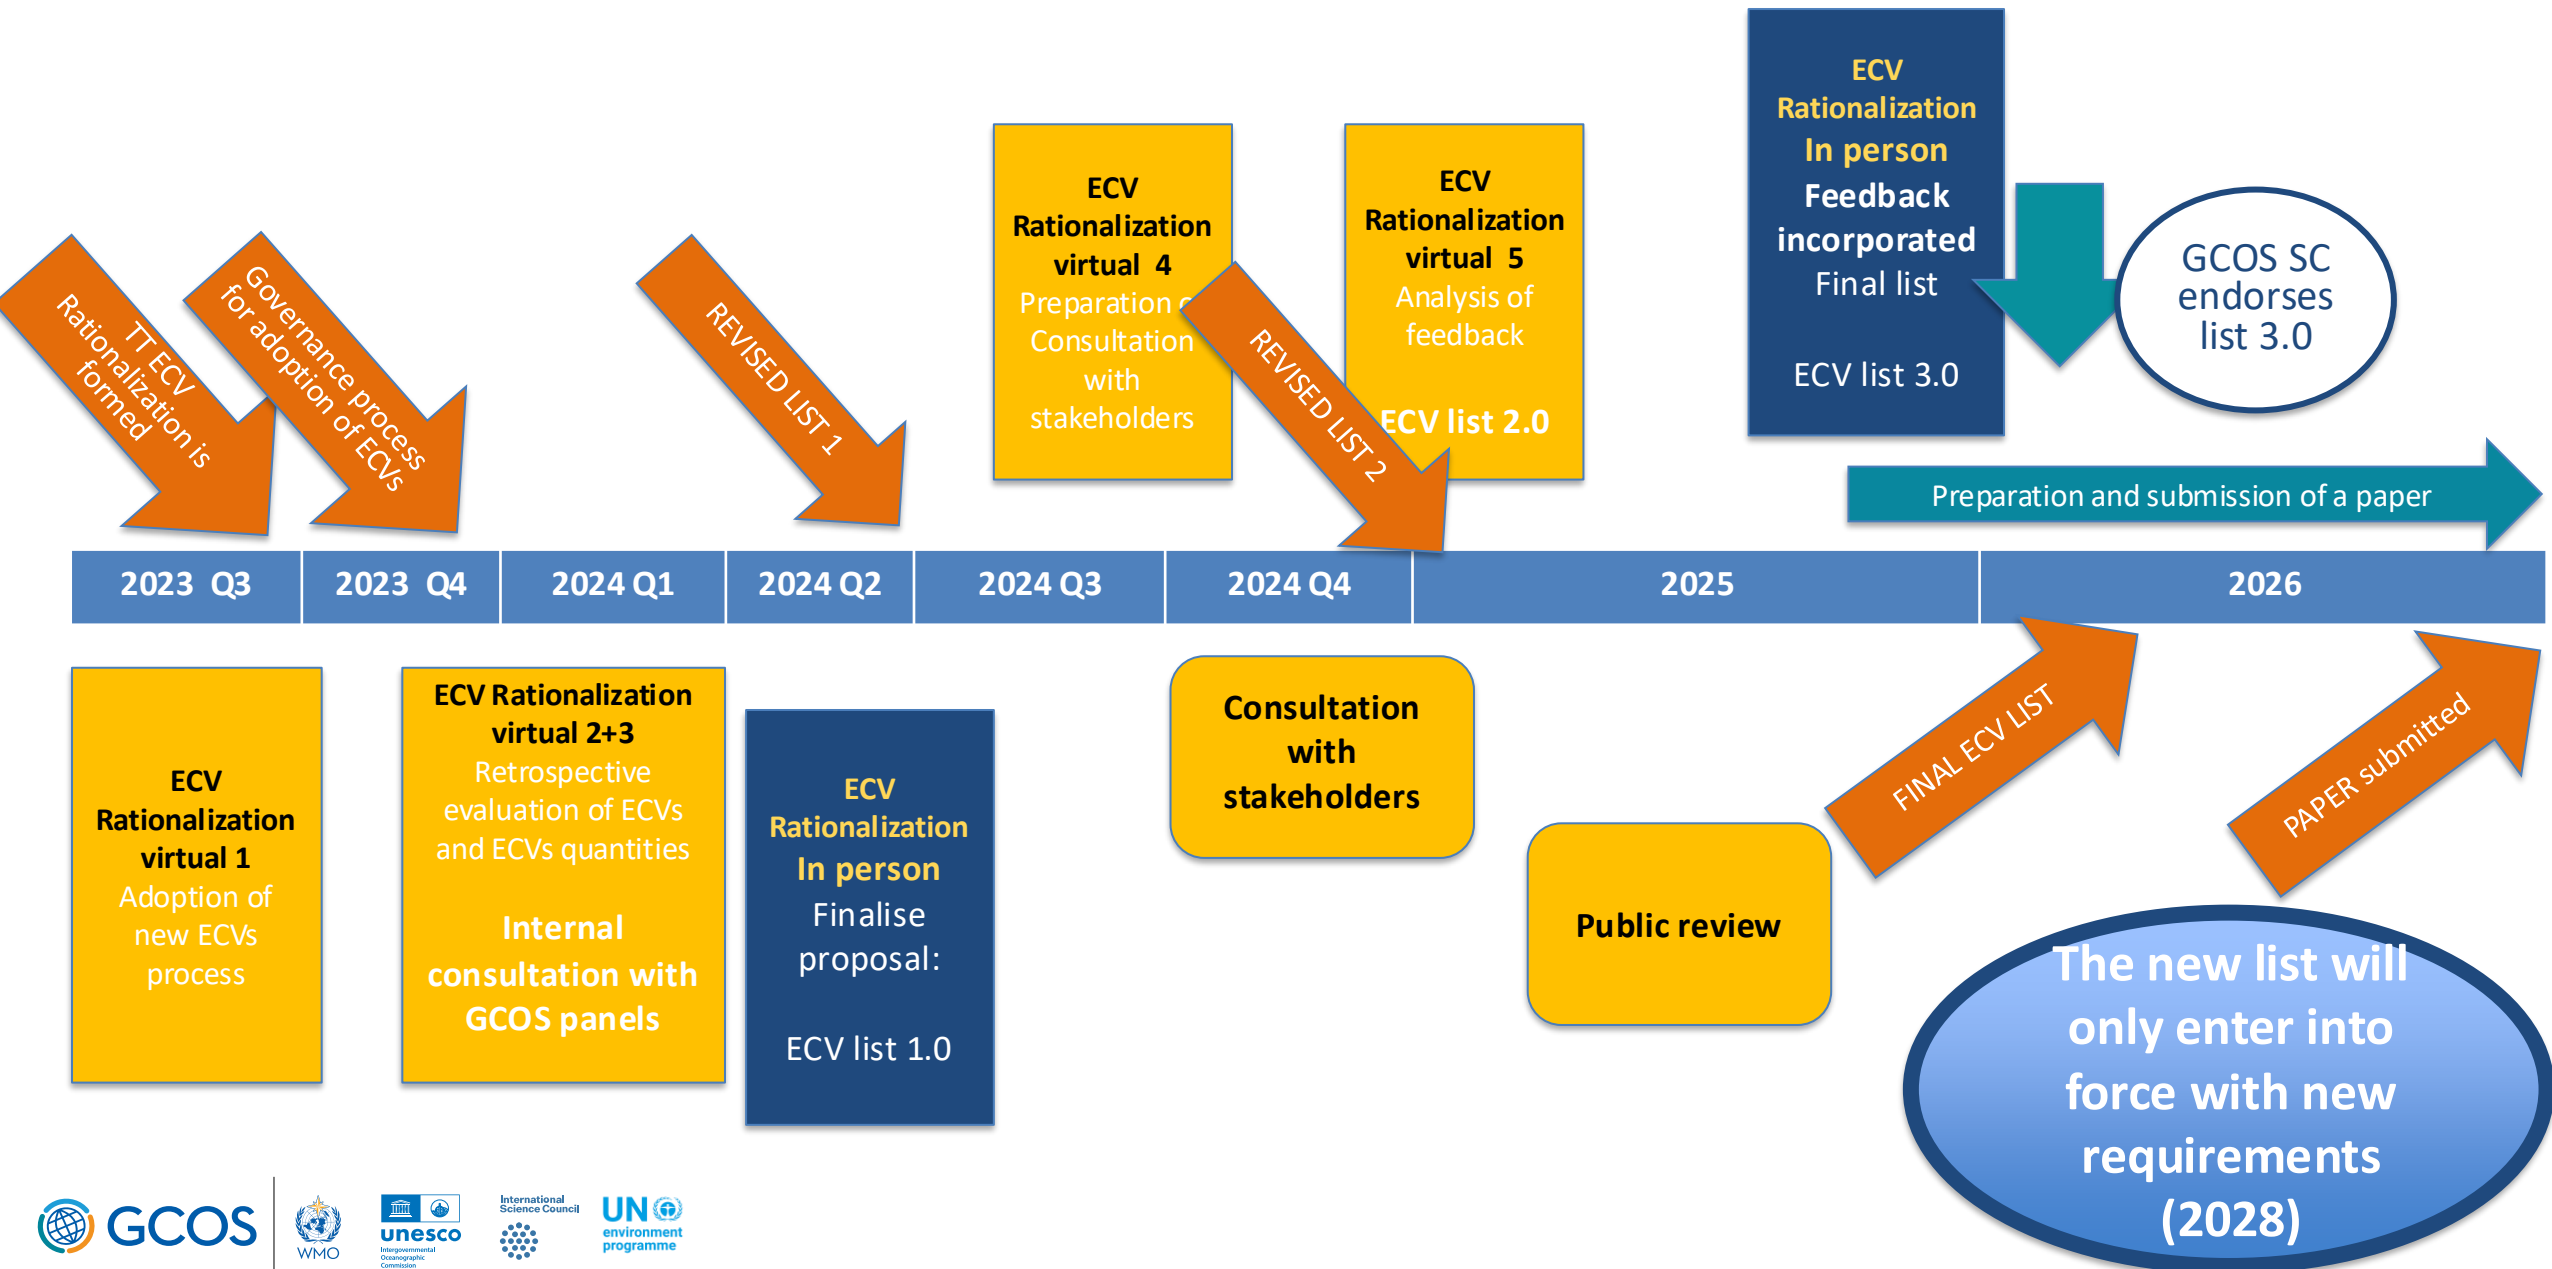 TT ECV
Rationalization is
formed
Governance process
for adoption of ECVs
REVISED LIST 1
ECV
Rationalization
virtual 4
Preparation
Consultation
with
stakeholders
REVISED LIST 2
ECV
Rationalization
virtual 5
Analysis of
feedback
ECV list 2.0
ECV
Rationalization
In person
Feedback
incorporated
Final list
ECV list 3.0
GCOS SC
endorses
list 3.0
Preparation and submission of a paper
2023 Q3
2023 Q4
2024 Q1
2024 Q2
2024 Q3
2024 Q4
2025
2026
ECV
Rationalization
virtual 1
Adoption of
new ECVs
process
ECV Rationalization
virtual 2+3
Retrospective
evaluation of ECVs
and ECVs quantities
Internal
consultation with
GCOS panels
ECV
Rationalization
In person
Finalise
proposal:
ECV list 1.0
Consultation
with
stakeholders
Public review
FINAL ECV LIST
PAPER submitted
The new list will
only enter into
force with new
requirements
(2028)
GCOS
WMO
unesco
Intergovernmental
Oceanographic
Commission
International
Science Council
UN
environment
programme